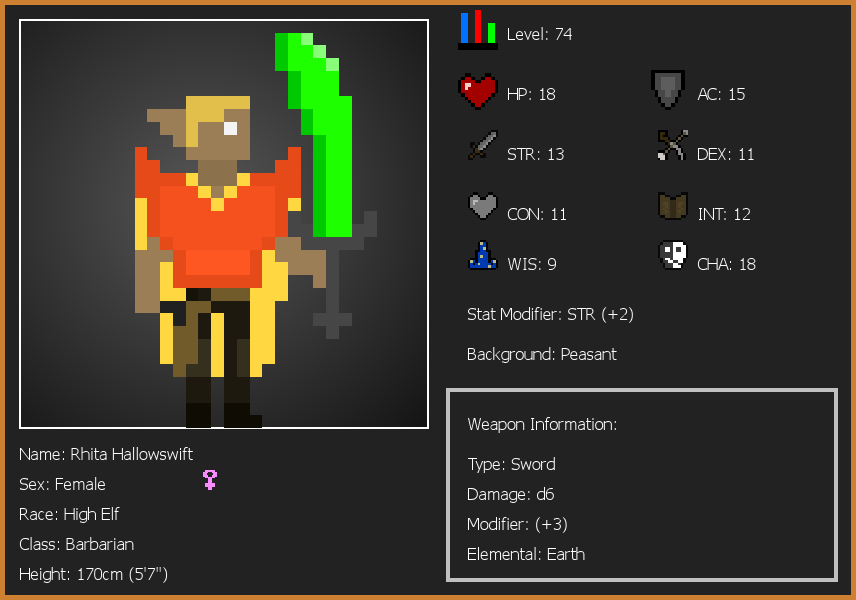 Level: 74
HP: 18
AC: 15
STR: 13
DEX: 11
CON: 11
INT: 12
WIS: 9
CHA: 18
Stat Modifier: STR (+2)
Background: Peasant
Weapon Information:
Type: Sword
Damage: d6
Modifier: (+3)
Elemental: Earth
Name: Rhita Hallowswift
Sex: Female
Race: High Elf
Class: Barbarian
Height: 170cm (5'7")